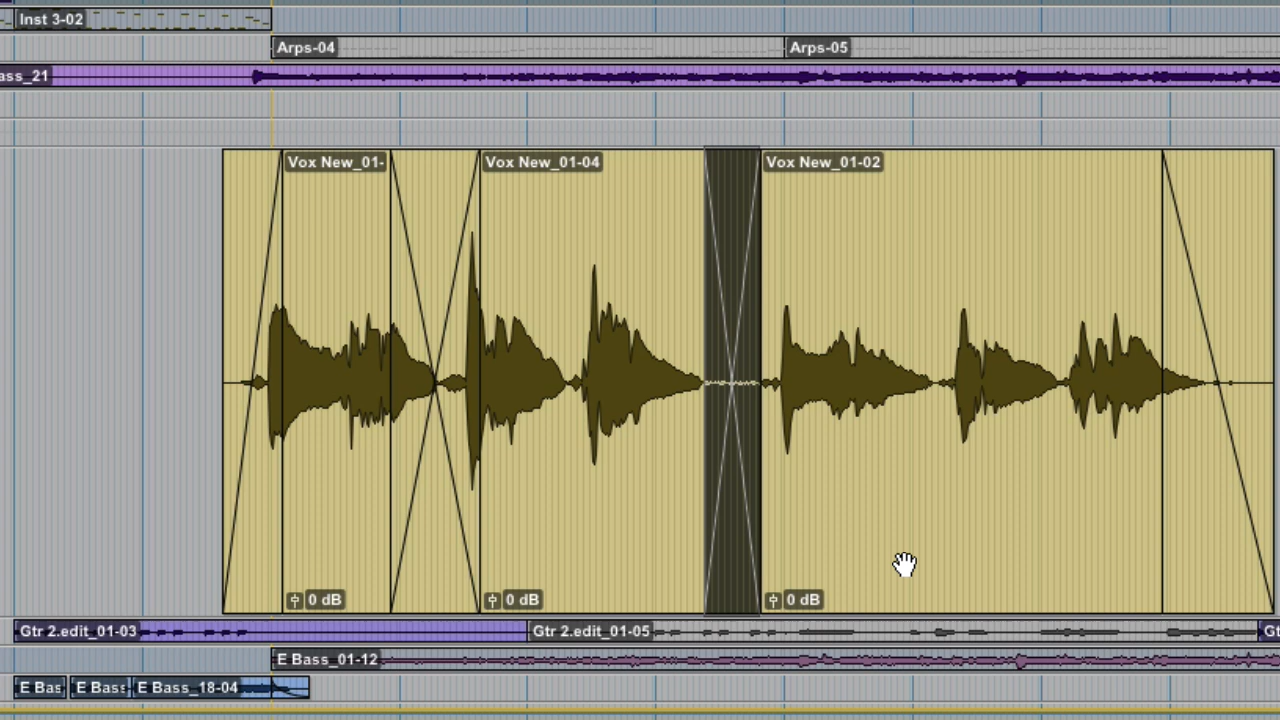 Inst 3-02
Arps-04 Arps-05
ass_21
Vox New_01- Vox New_01-04 Vox New_01-02
0 dB 0 dB 0 dB
Gtr 2.edit_01-03 Gtr 2.edit_01-05 Gt
E Bass_01-12
E Bas E Bass E Bass_18-04